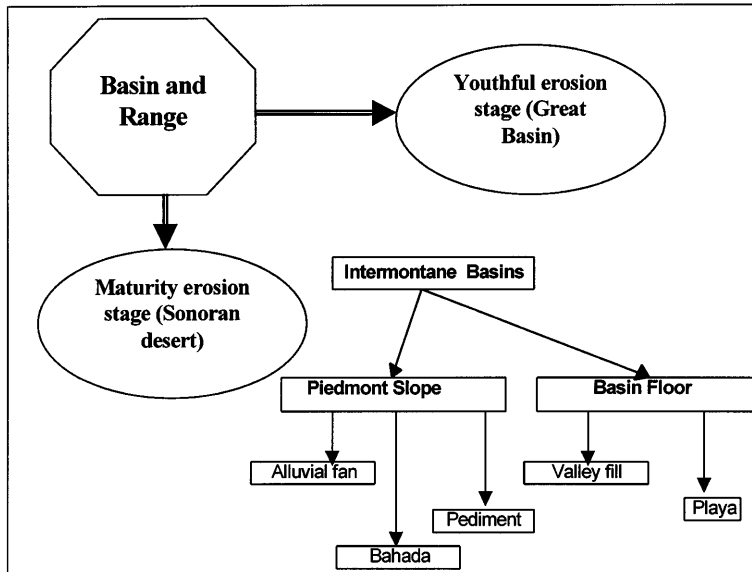 Basin and
Range
Youthful erosion
stage (Great
Basin)
Maturity erosion
stage (Sonoran
desert)
Intermontane Basins
Piedmont Slope
Basin Floor
Alluvial fan
Valley fill
Pediment
Playa
Bahada